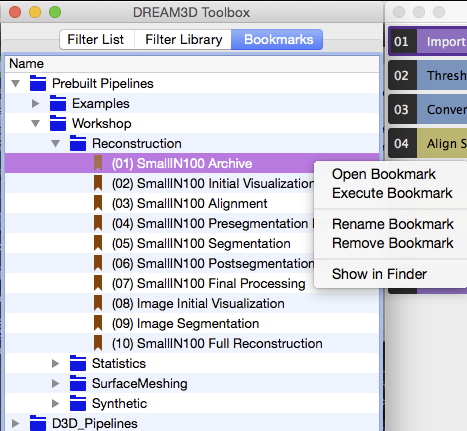 DREAM3D Toolbox
Filter List Filter Library Bookmarks
Name
Prebuilt Pipelines
Examples
Workshop
Reconstruction
(01) SmallIN100 Archive
(02) SmallIN100 Initial Visualization
(03) SmallIN100 Alignment
(04) SmallIN100 Presegmentation
(05) SmallIN100 Segmentation
(06) SmallIN100 Postsegmentation
(07) SmallIN100 Final Processing
(08) Image Initial Visualization
(09) Image Segmentation
(10) SmallIN100 Full Reconstruction
Statistics
SurfaceMeshing
Synthetic
D3D_Pipelines
Open Bookmark
Execute Bookmark
Rename Bookmark
Remove Bookmark
Show in Finder
01 Import
02 Thresh
03 Conver
04 Align S